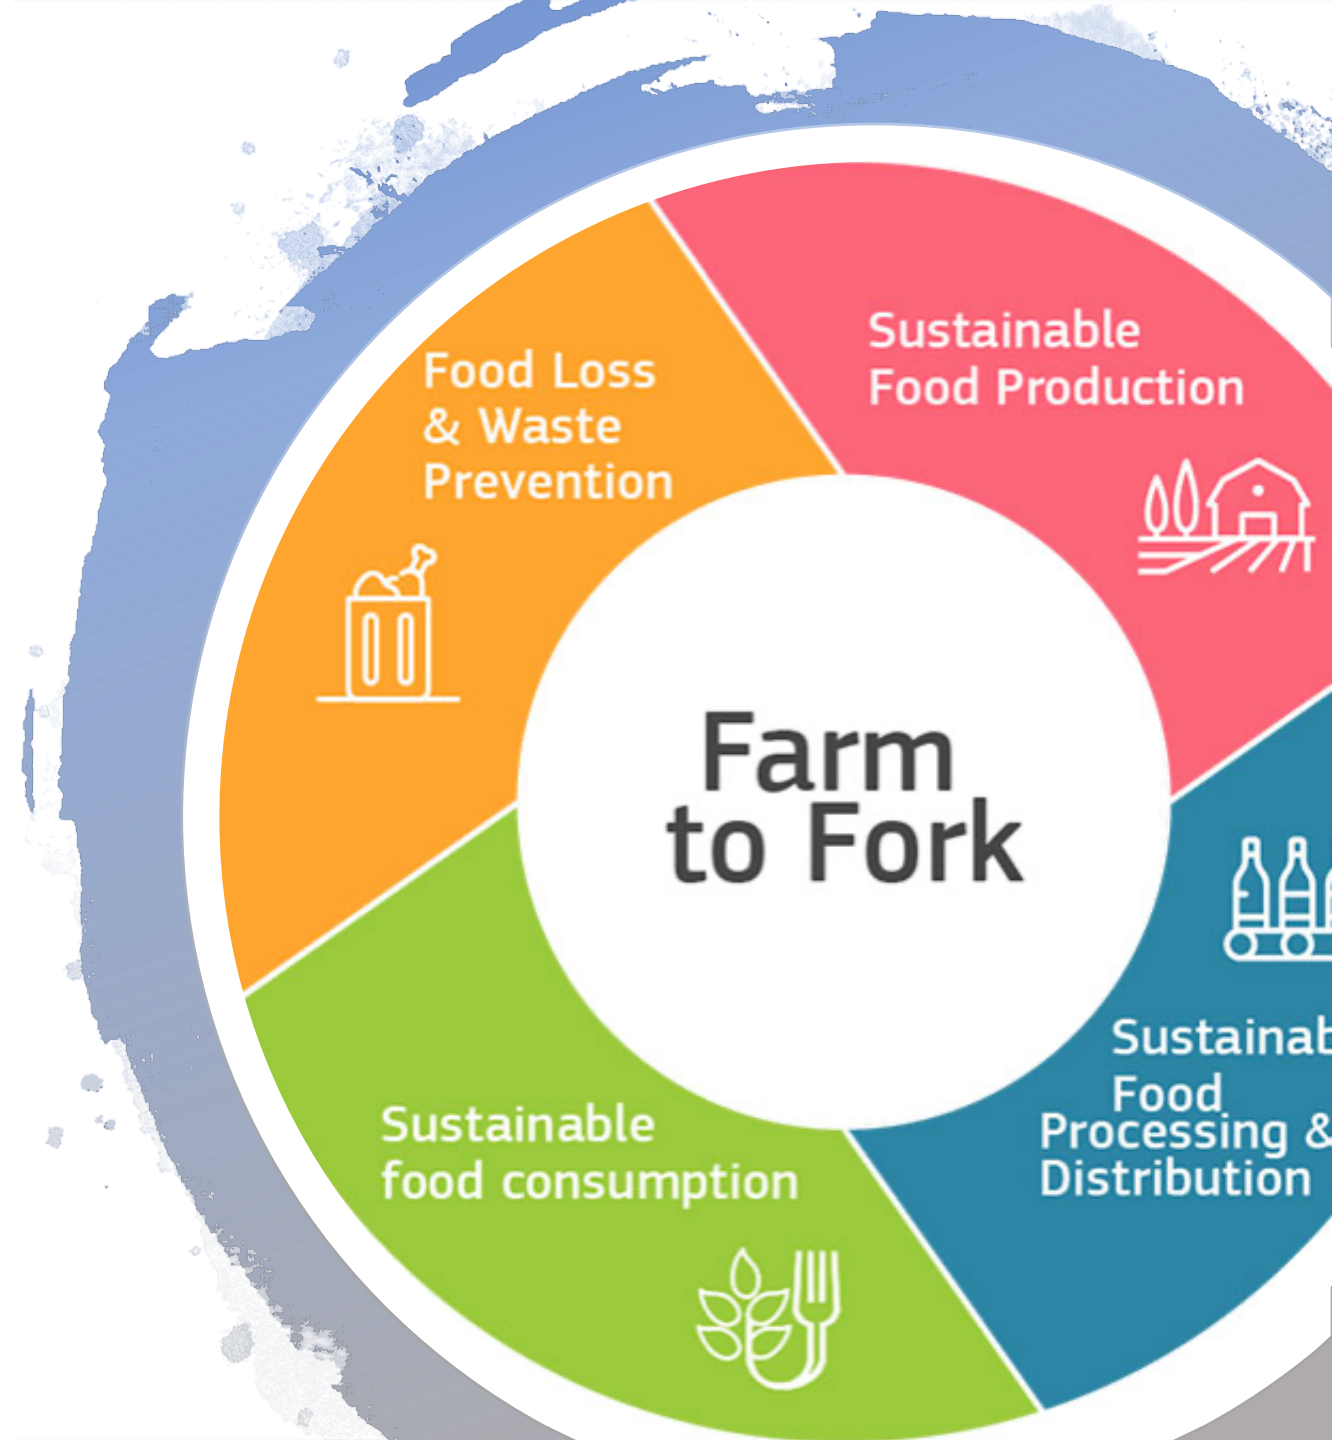 Sustainable
Food Production
Food Loss
& Waste
Prevention
Farm
to Fork
Sustainab
Food
Processing &
Distribution
Sustainable
food consumption